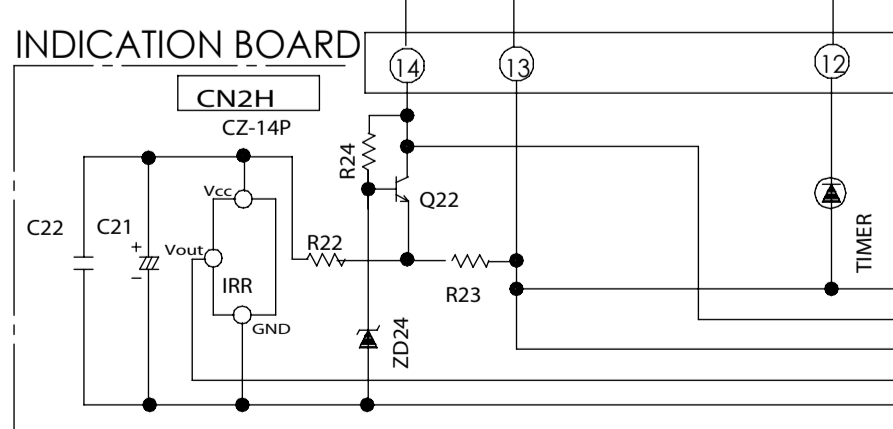 INDICATION BOARD
14
13
12
CN2H
CZ-14P
R24
Vcc
Q22
C22
C21
+
Vout
R22
TIMER
IRR
R23
−
GND
ZD24